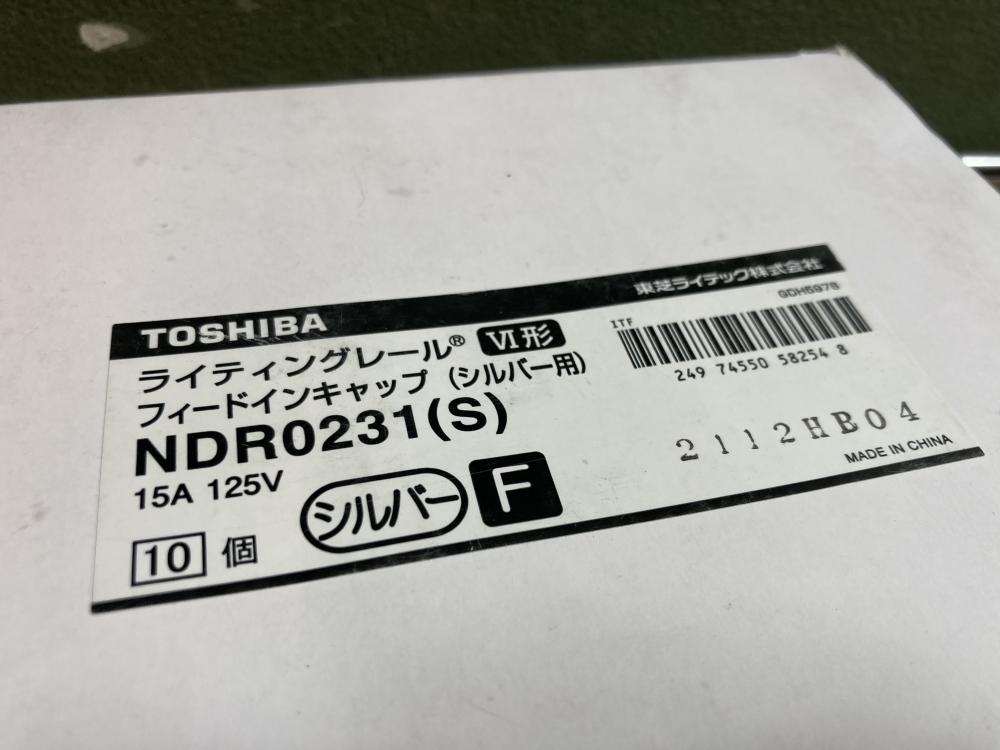 TOSHIBA
東芝ライテック株式会社
ライティングレール® Ⅵ形
フィードインキャップ (シルバー用)
NDR0231(S)
15A 125V
シルバー F
10 個
GDH5978
ITF
249 74550 58254 8
2112HB04
MADE IN CHINA